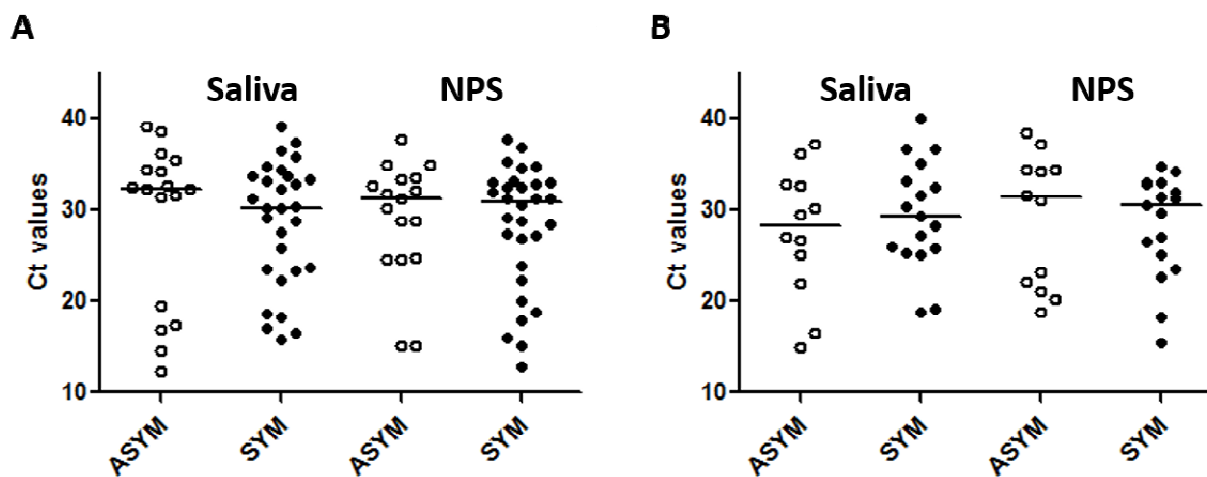 A
Saliva
NPS
Ct values
40
30
20
10
ASYM
SYM
ASYM
SYM
B
Saliva
NPS
Ct values
40
30
20
10
ASYM
SYM
ASYM
SYM